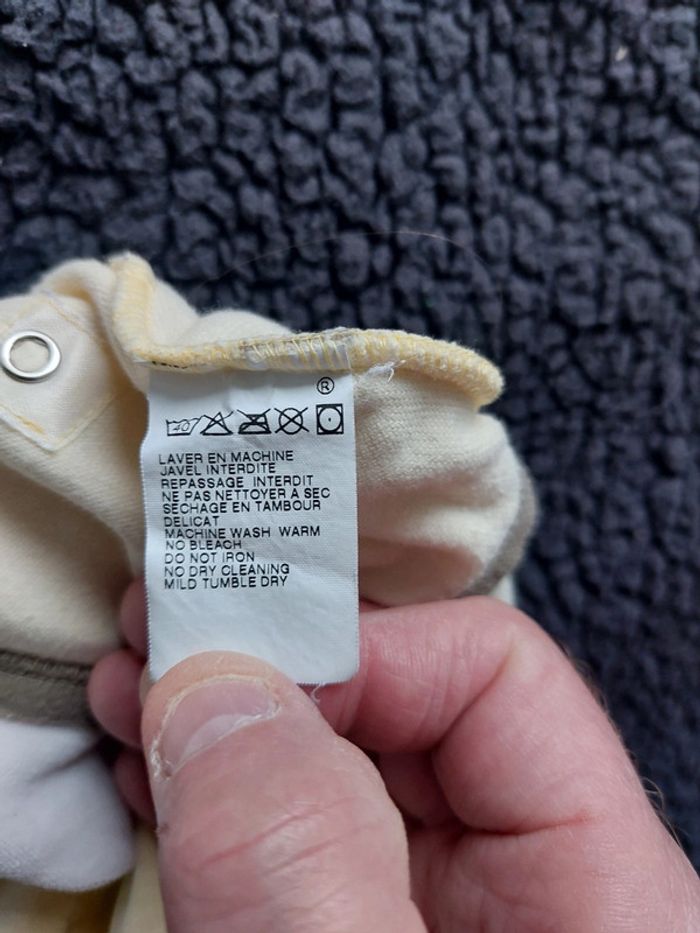 ®
40
LAVER EN MACHINE
JAVEL INTERDITE
REPASSAGE INTERDIT
NE PAS NETTOYER A SEC
SECHAGE EN TAMBOUR
DELICAT
MACHINE WASH WARM
NO BLEACH
DO NOT IRON
NO DRY CLEANING
MILD TUMBLE DRY